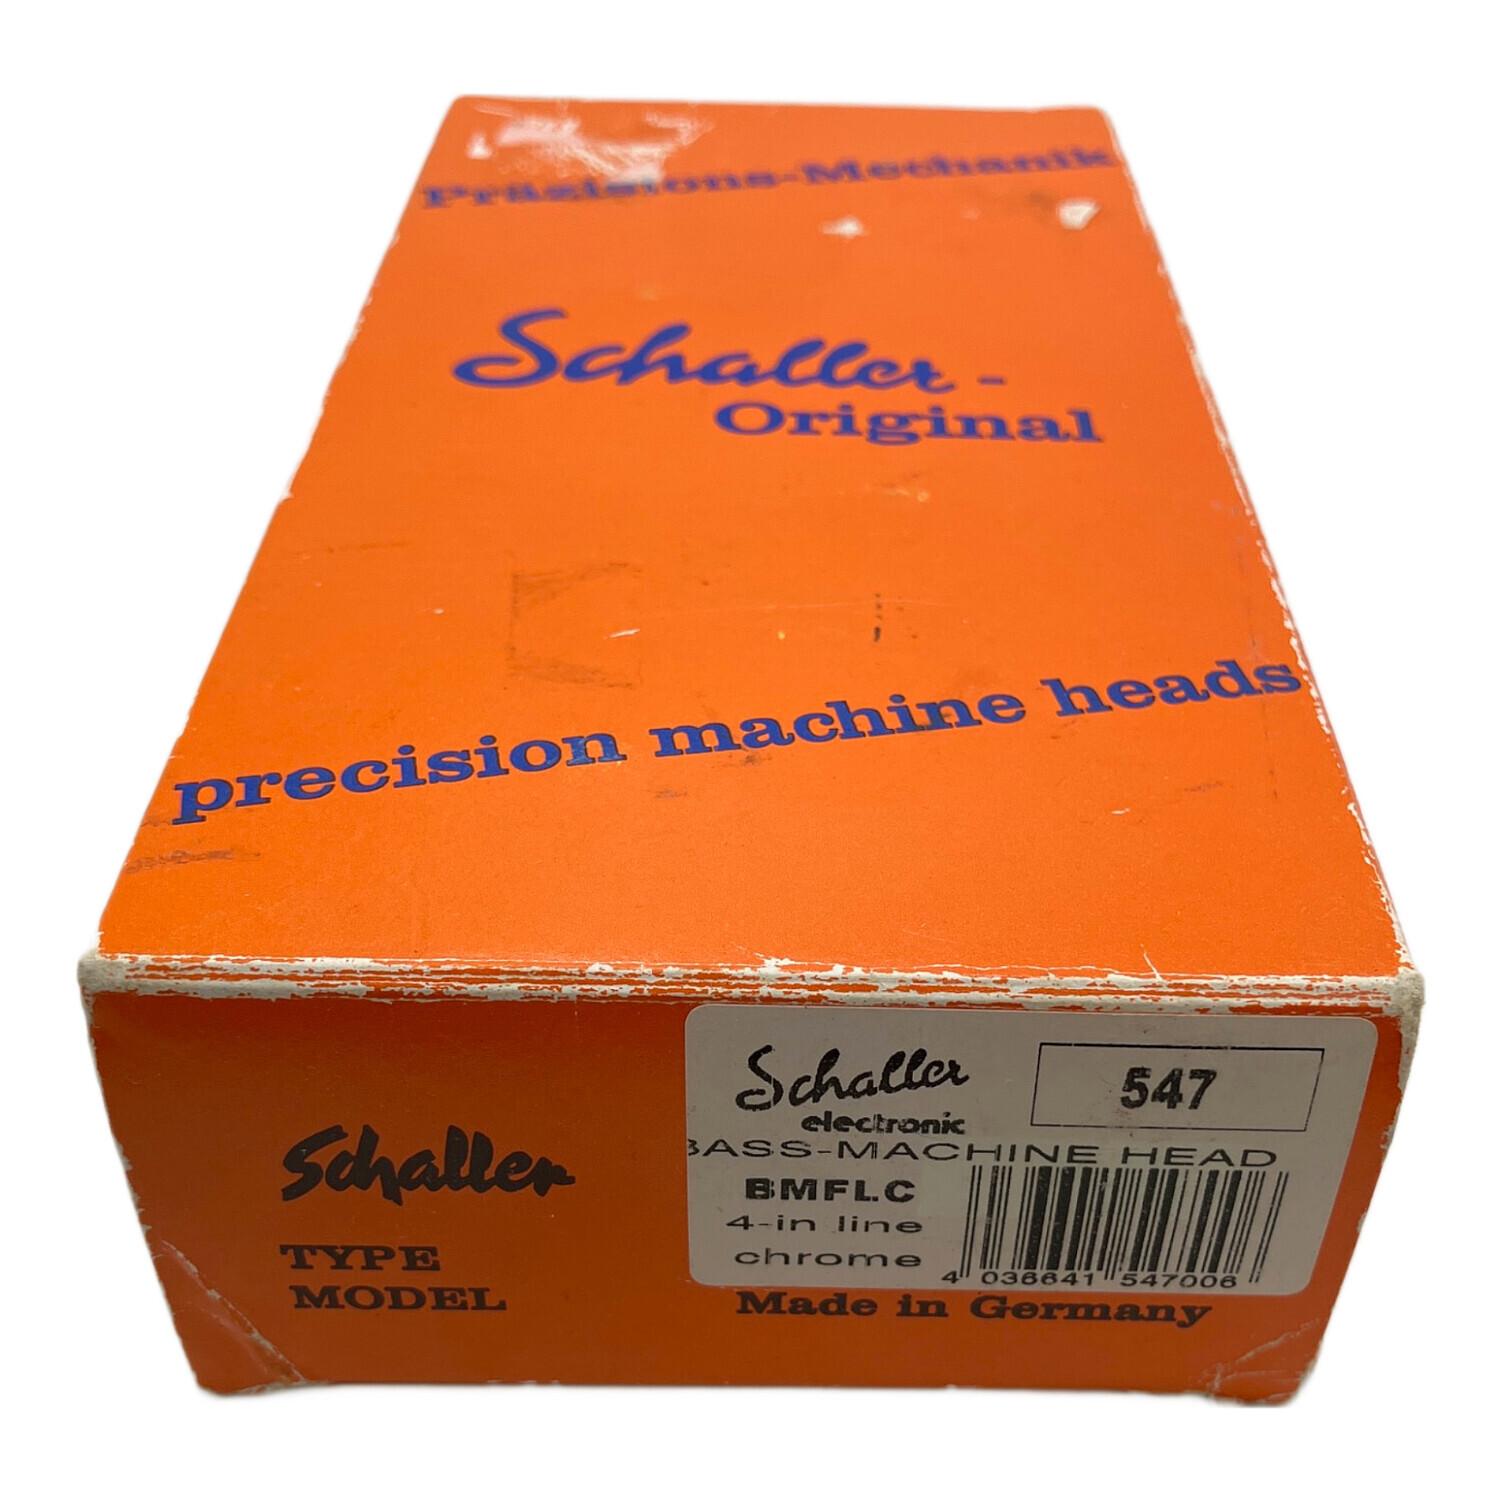 Präzisions-Mechanik
Schaller-
Original
precision machine heads
Schaller
TYPE
MODEL
Schaller
electronic
547
BASS-MACHINE HEAD
BMFL.C
4-in line
chrome
4 036641 547006
Made in Germany